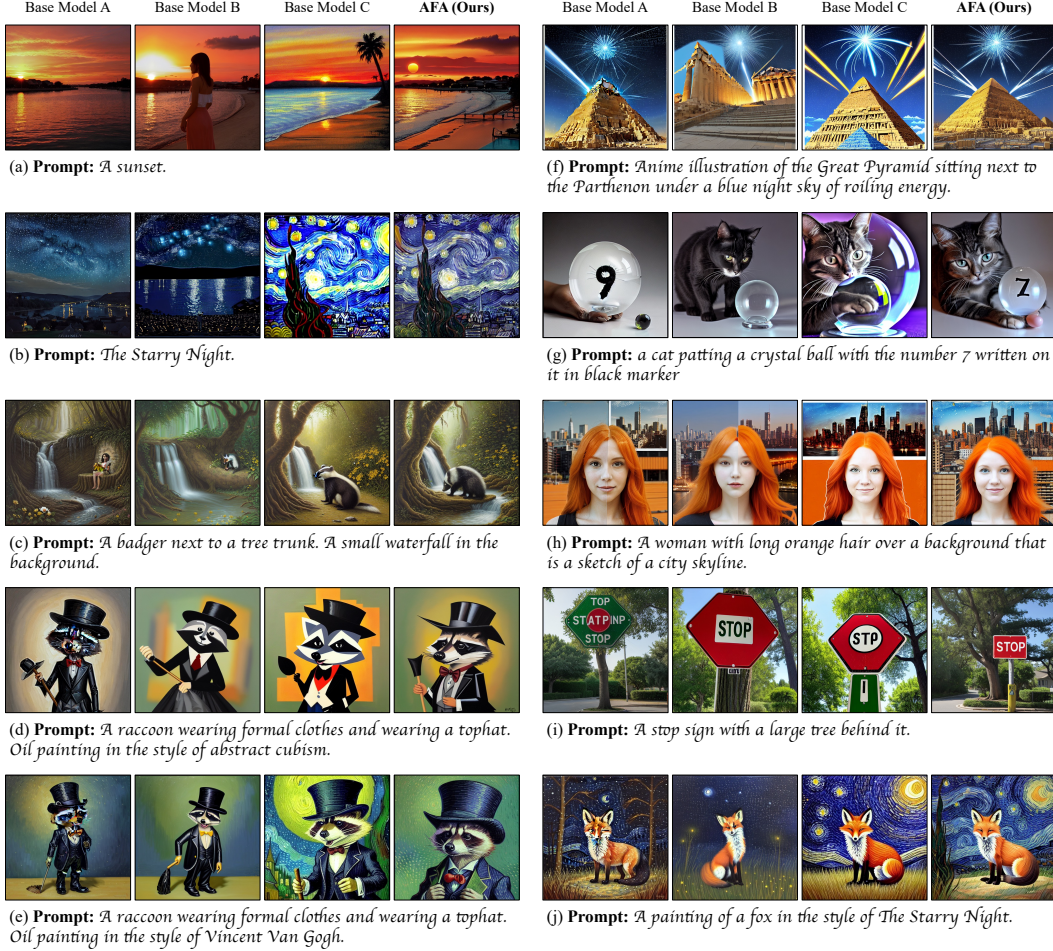 Base Model A Base Model B Base Model C AFA (Ours)
(a) Prompt: A sunset.
(b) Prompt: The Starry Night.
(c) Prompt: A badger next to a tree trunk. A small waterfall in the
background.
(d) Prompt: A raccoon wearing formal clothes and wearing a tophat.
Oil painting in the style of abstract cubism.
(e) Prompt: A raccoon wearing formal clothes and wearing a tophat.
Oil painting in the style of Vincent Van Gogh.
Base Model A Base Model B Base Model C AFA (Ours)
(f) Prompt: Anime illustration of the Great Pyramid sitting next to
the Parthenon under a blue night sky of roiling energy.
9
7
(g) Prompt: a cat patting a crystal ball with the number 7 written on
it in black marker
(h) Prompt: A woman with long orange hair over a background that
is a sketch of a city skyline.
TOP
STATPINP
STOP
STOP
STOP
(i) Prompt: A stop sign with a large tree behind it.
(j) Prompt: A painting of a fox in the style of The Starry Night.